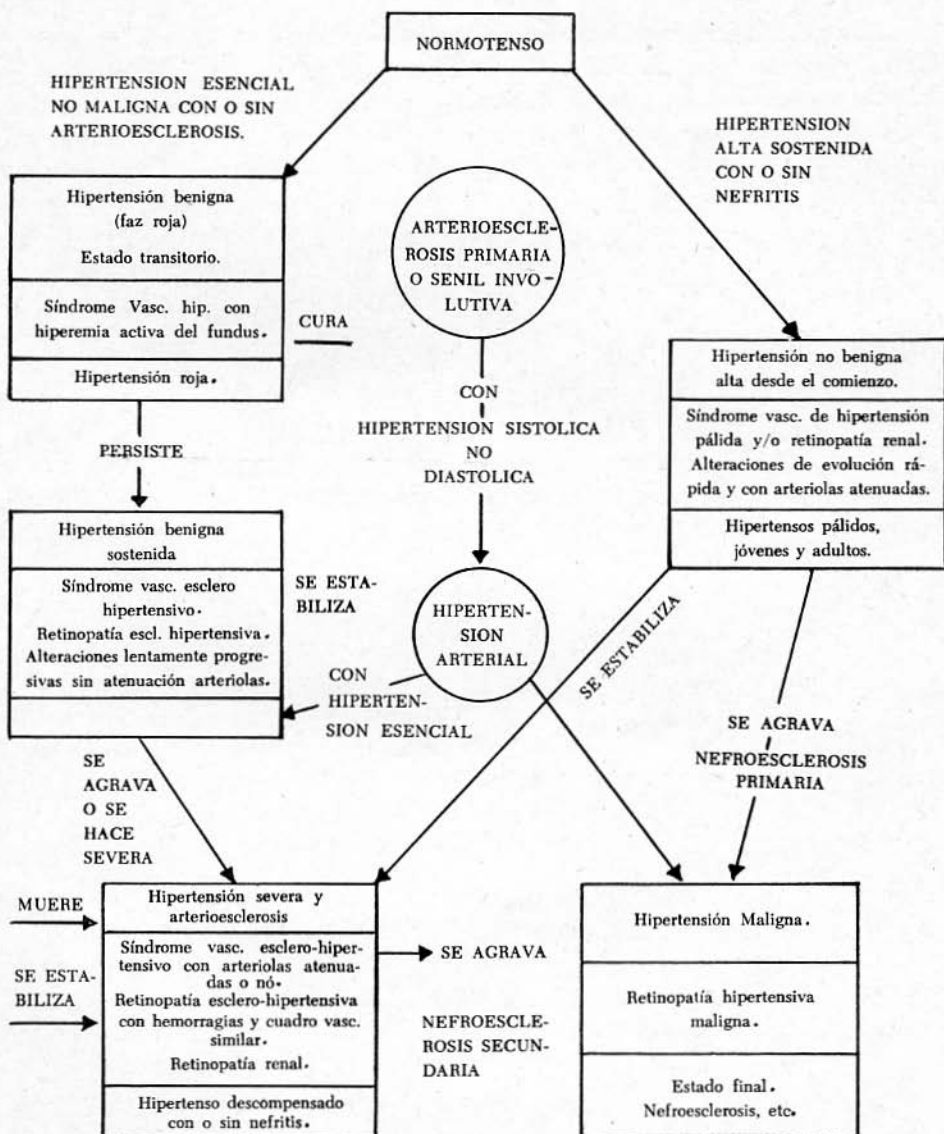 NORMOTENSO
HIPERTENSION ESENCIAL
NO MALIGNA CON O SIN
ARTERIOESCLEROSIS.
HIPERTENSION
ALTA SOSTENIDA
CON O SIN
NEFRITIS
Hipertensión benigna
(faz roja)
Estado transitorio.
Síndrome Vasc. hip. con
hiperemia activa del fundus.
Hipertensión roja.
CURA
ARTERIOESCLE-
ROSIS PRIMARIA
O SENIL INVO-
LUTIVA
CON
HIPERTENSION SISTOLICA
NO
DIASTOLICA
Hipertensión no benigna
alta desde el comienzo.
Síndrome vasc. de hipertensión
pálida y/o retinopatía renal.
Alteraciones de evolución rá-
pida y con arteriolas atenuadas.
Hipertensos pálidos,
jóvenes y adultos.
PERSISTE
Hipertensión benigna
sostenida
Síndrome vasc. esclero
hipertensivo.
Retinopatía escl. hipertensiva.
Alteraciones lentamente progre-
sivas sin atenuación arteriolas.
SE ESTA-
BILIZA
HIPERTEN-
SION
ARTERIAL
CON
HIPERTEN-
SION ESENCIAL
SE ESTABILIZA
SE AGRAVA
NEFROESCLEROSIS
PRIMARIA
SE
AGRAVA
O SE
HACE
SEVERA
MUERE
SE ESTA-
BILIZA
Hipertensión severa y
arterioesclerosis
Síndrome vasc. esclero-hiper-
tensivo con arteriolas atenua-
das o nó.
Retinopatía esclero-hipertensiva
con hemorragias y cuadro vasc.
similar.
Retinopatía renal.
Hipertenso descompensado
con o sin nefritis.
SE AGRAVA
NEFROESCLE-
ROSIS SECUN-
DARIA
Hipertensión Maligna.
Retinopatía hipertensiva
maligna.
Estado final.
Nefroesclerosis, etc.